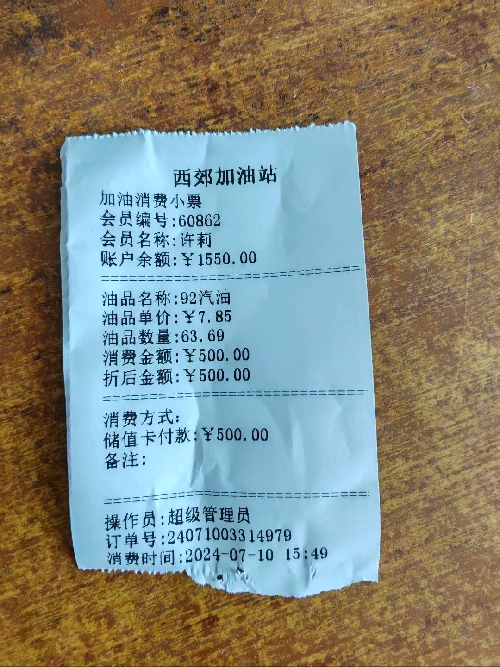 西郊加油站
加油消费小票
会员编号:60862
会员名称:许莉
账户余额:￥1550.00
油品名称:92汽油
油品单价:￥7.85
油品数量:63.69
消费金额:￥500.00
折后金额:￥500.00
消费方式:
储值卡付款:￥500.00
备注:
操作员:超级管理员
订单号:24071003314979
消费时间:2024-07-10 15:49